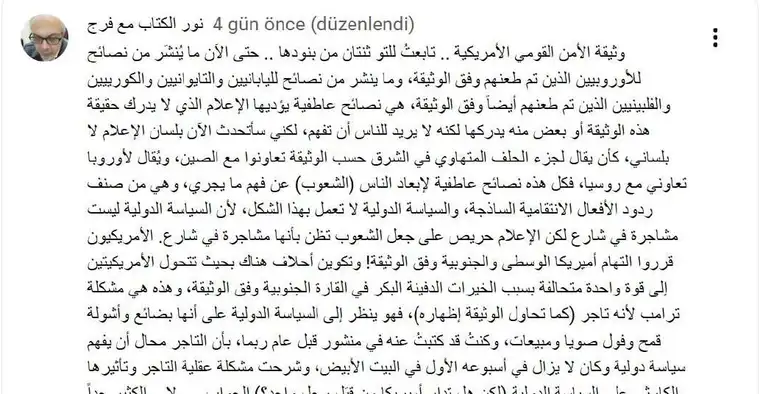 نور الكتاب مع فرج 4 gün önce (düzenlendi)
وثيقة الأمن القومي الأمريكية .. تابعتُ للتو ثنتان من بنودها .. حتى الآن ما يُنشَر من نصائح
للأوروبيين الذين تم طعنهم وفق الوثيقة، وما ينشر من نصائح لليابانيين والتايوانيين والكورييين
والفلبينيين الذين تم طعنهم أيضاً وفق الوثيقة، هي نصائح عاطفية يؤديها الإعلام الذي لا يدرك حقيقة
هذه الوثيقة أو بعض منه يدركها لكنه لا يريد للناس أن تفهم، لكني سأتحدث الآن بلسان الإعلام لا
بلساني، كأن يقال لجزء الحلف المتهاوي في الشرق حسب الوثيقة تعاونوا مع الصين، ويُقال لأوروبا
تعاوني مع روسيا، فكل هذه نصائح عاطفية لإبعاد الناس (الشعوب) عن فهم ما يجري، وهي من صنف
ردود الأفعال الانتقامية الساذجة، والسياسة الدولية لا تعمل بهذا الشكل، لأن السياسة الدولية ليست
مشاجرة في شارع لكن الإعلام حريص على جعل الشعوب تظن بأنها مشاجرة في شارع. الأمريكيون
قرروا التهام أميريكا الوسطى والجنوبية وفق الوثيقة! وتكوين أحلاف هناك بحيث تتحول الأمريكيتين
إلى قوة واحدة متحالفة بسبب الخيرات الدفينة البكر في القارة الجنوبية وفق الوثيقة، وهذه هي مشكلة
ترامب لأنه تاجر (كما تحاول الوثيقة إظهاره)، فهو ينظر إلى السياسة الدولية على أنها بضائع وأشولة
قمح وفول صويا ومبيعات، وكنتُ قد كتبتُ عنه في منشور قبل عام ربما، بأن التاجر محال أن يفهم
سياسة دولية وكان لا يزال في أسبوعه الأول في البيت الأبيض، وشرحت مشكلة عقلية التاجر وتأثيرها